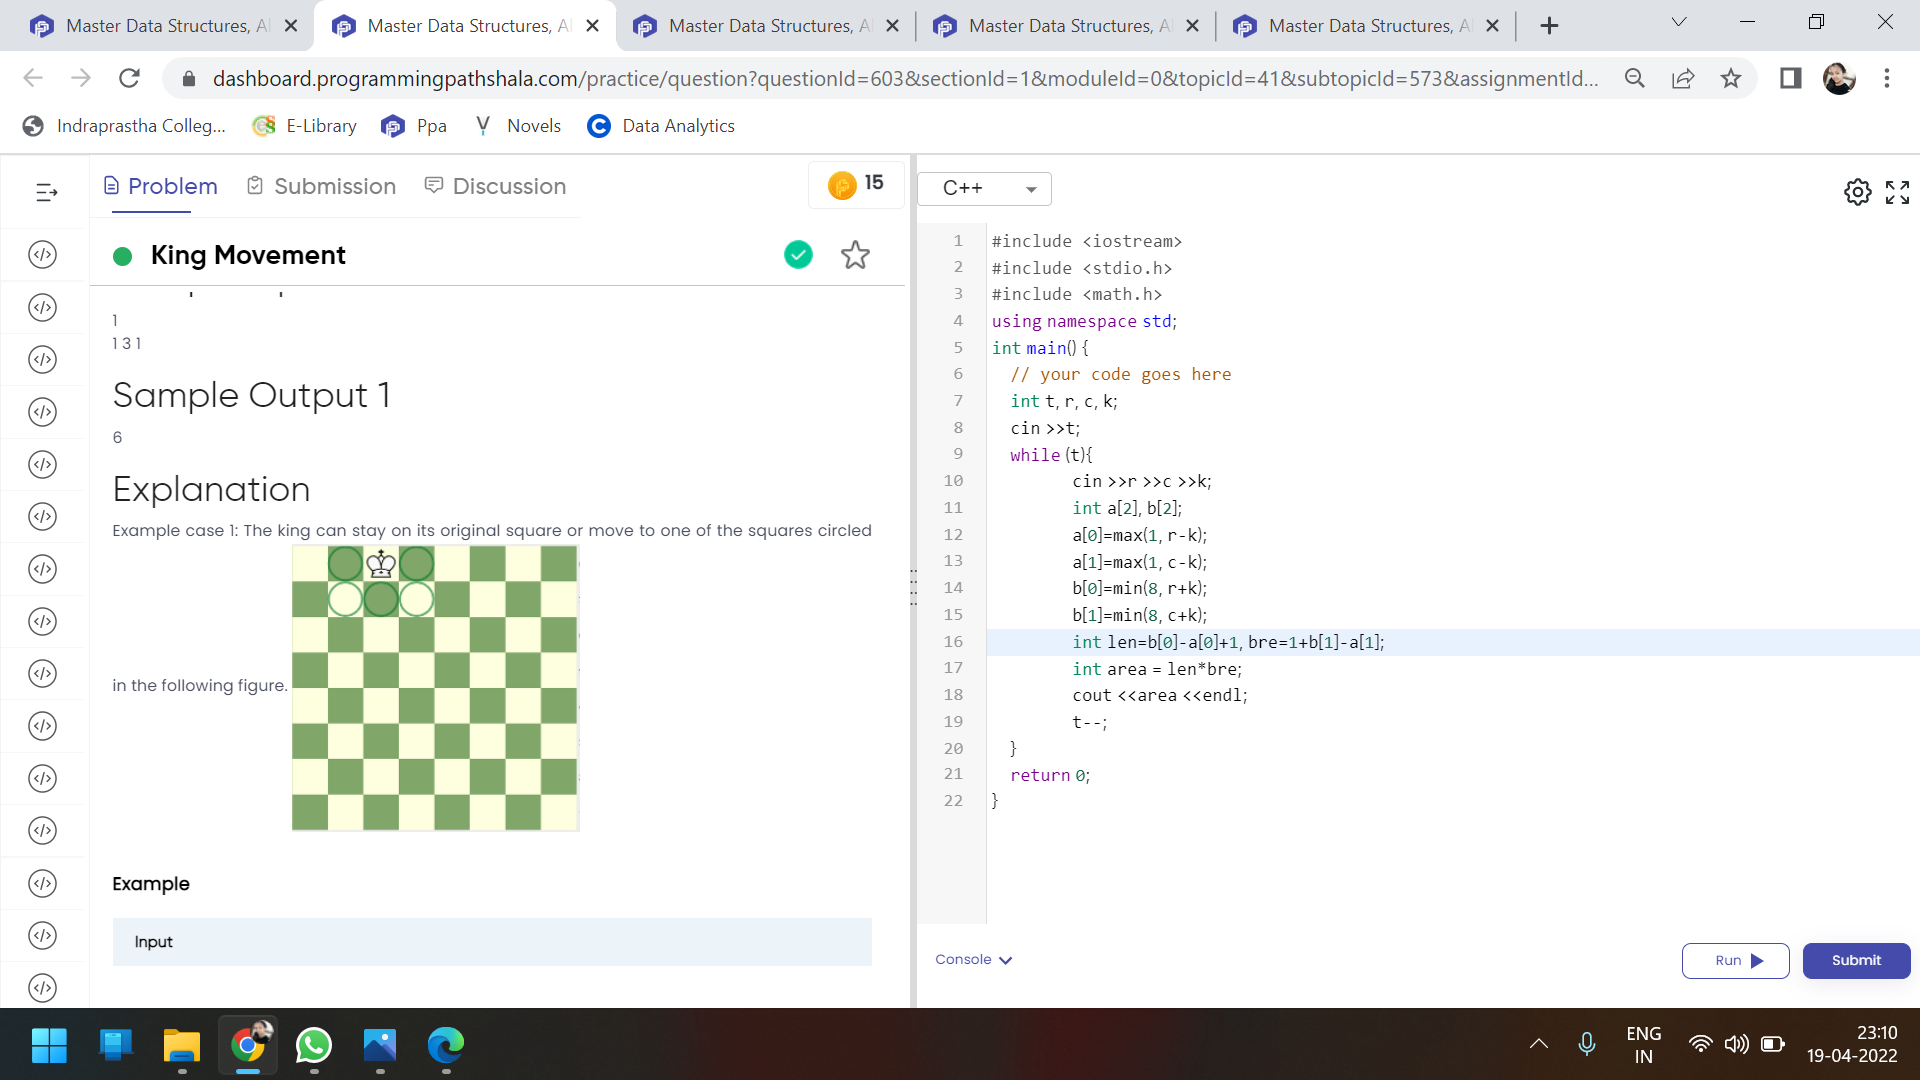 Master Data Structures, Al
Master Data Structures, Al
Master Data Structures, Al
Master Data Structures, Al
Master Data Structures, Al
dashboard.programmingpathshala.com/practice/question?questionId=603&sectionId=1&moduleId=0&topicId=41&subtopicId=573&assignmentId...
Indraprastha Colleg...
E-Library
Ppa
Novels
Data Analytics
Problem
Submission
Discussion
15
King Movement
1
1 3 1
Sample Output 1
6
Explanation
Example case 1: The king can stay on its original square or move to one of the squares circled
in the following figure.
Example
Input
C++
1 #include <iostream>
2 #include <stdio.h>
3 #include <math.h>
4 using namespace std;
5 int main() {
6 // your code goes here
7 int t, r, c, k;
8 cin >>t;
9 while (t){
10 cin >>r >>c >>k;
11 int a[2], b[2];
12 a[0]=max(1, r-k);
13 a[1]=max(1, c-k);
14 b[0]=min(8, r+k);
15 b[1]=min(8, c+k);
16 int len=b[0]-a[0]+1, bre=1+b[1]-a[1];
17 int area = len*bre;
18 cout <<area <<endl;
19 t--;
20 }
21 return 0;
22 }
Console
Run
Submit
ENG
IN
23:10
19-04-2022